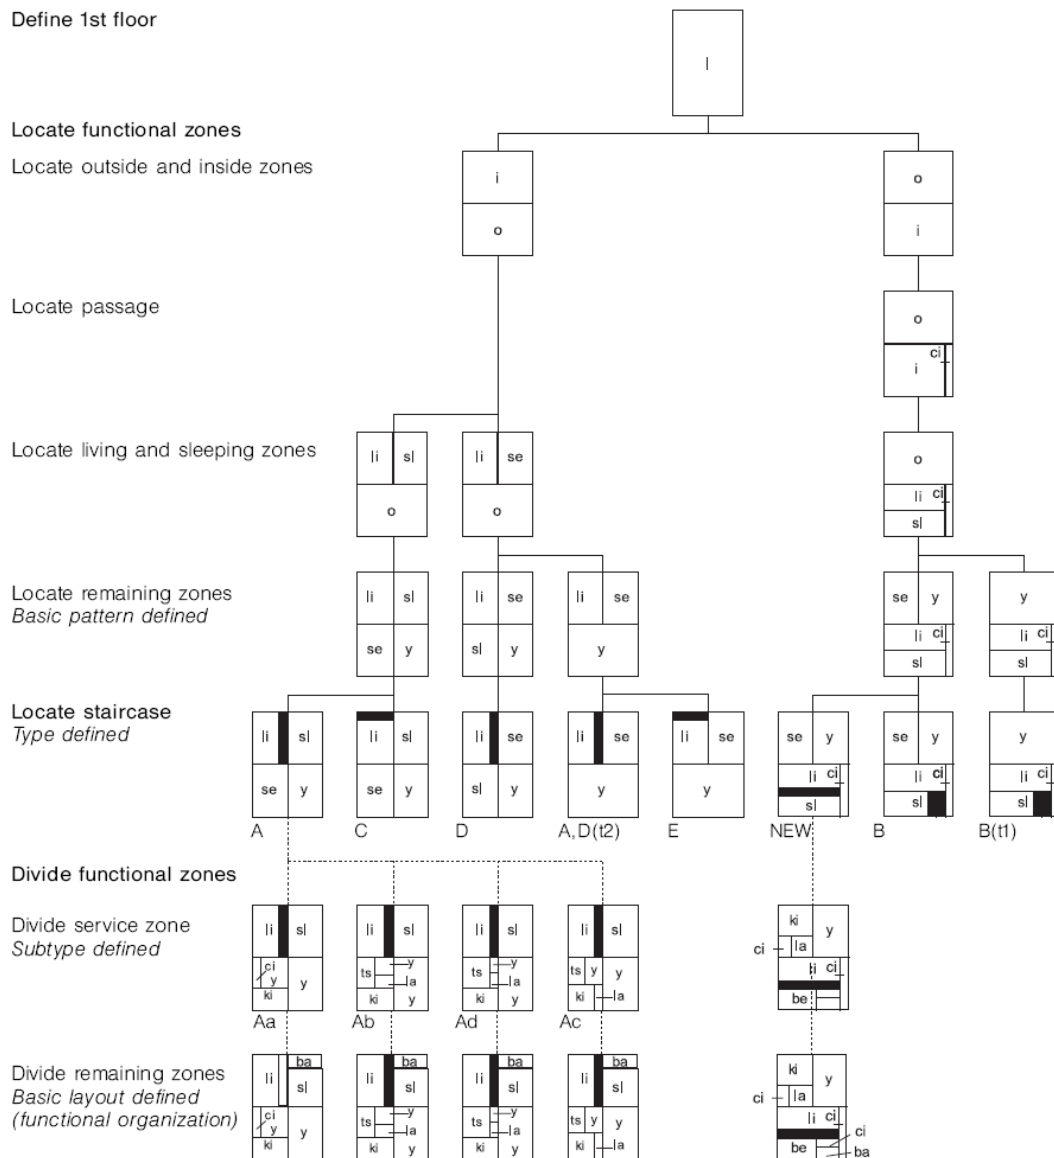 Define 1st floor
l
Locate functional zones
Locate outside and inside zones
i
o
o
i
Locate passage
o
ci
i
Locate living and sleeping zones
li sl
li se
o
o
o
li ci
sl
Locate remaining zones
Basic pattern defined
li sl
li se
li se
se y
y
se y
sl y
y
li ci
li ci
sl
sl
Locate staircase
Type defined
li sl
li sl
li se
li se
li se
se y
se y
y
se y
se y
sl y
y
y
li ci
li ci
li ci
sl
sl
sl
A
C
D
A,D(t2)
E
NEW
B
B(t1)
Divide functional zones
Divide service zone
Subtype defined
li sl
li sl
li sl
li sl
ki
y
ci
la
ci
y
y
ki
ts
y
la
ki
y
ts
y
la
ki
y
ts y
y
ki
la
li ci
be
Aa
Ab
Ad
Ac
Divide remaining zones
Basic layout defined
(functional organization)
ba
ba
ba
ba
li
sl
li
sl
li
sl
li
sl
ki
y
ci
la
ci
y
y
ki
ts
y
la
ki
y
ts
y
la
ki
y
ts y
y
ki
la
li ci
be
ci
ba